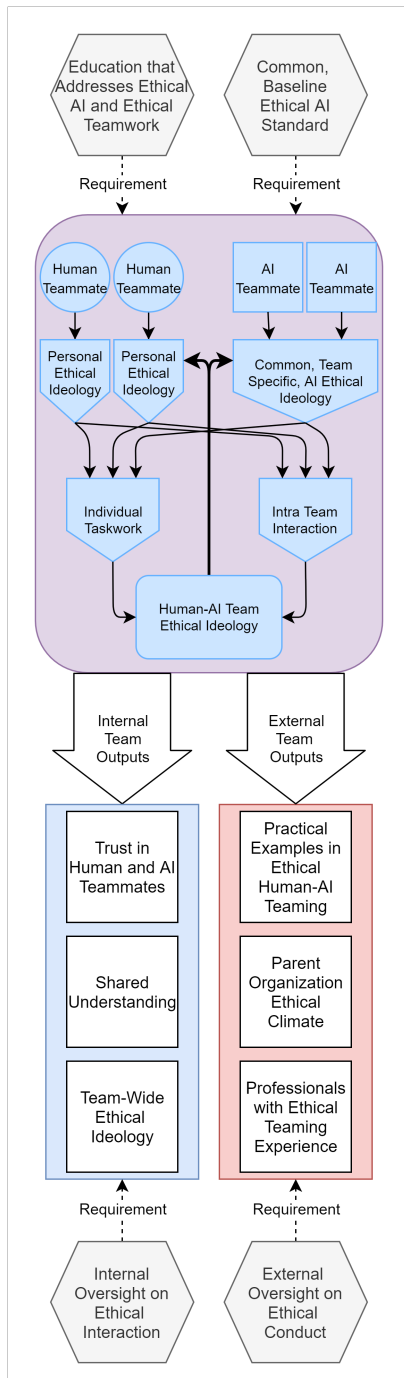 Education that
Addresses Ethical
AI and Ethical
Teamwork
Common,
Baseline
Ethical AI
Standard
Requirement
Requirement
Human
Teammate
Human
Teammate
AI
Teammate
AI
Teammate
Personal
Ethical
Ideology
Personal
Ethical
Ideology
Common, Team
Specific, AI Ethical
Ideology
Individual
Taskwork
Intra Team
Interaction
Human-AI Team
Ethical Ideology
Internal
Team
Outputs
External
Team
Outputs
Trust in
Human and AI
Teammates
Practical
Examples in
Ethical
Human-AI
Teaming
Shared
Understanding
Parent
Organization
Ethical
Climate
Team-Wide
Ethical
Ideology
Professionals
with Ethical
Teaming
Experience
Requirement
Requirement
Internal
Oversight on
Ethical
Interaction
External
Oversight on
Ethical
Conduct